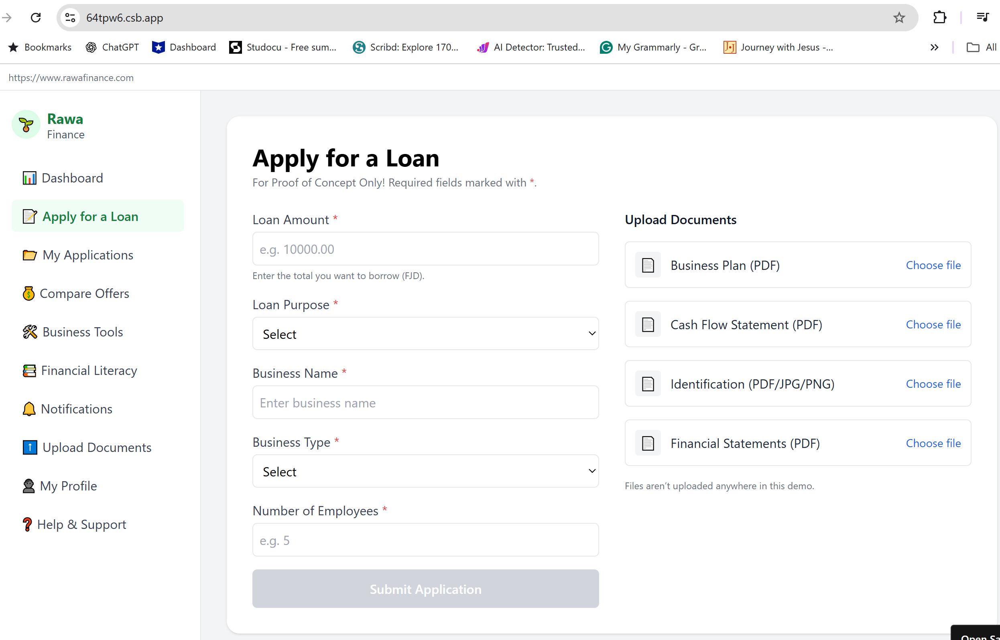 64tpw6.csb.app
Bookmarks ChatGPT Dashboard Studocu - Free sum... Scribd: Explore 170... AI Detector: Trusted... My Grammarly - Gr... Journey with Jesus -... All
https://www.rawafinance.com
Rawa
Finance
Dashboard
Apply for a Loan
My Applications
Compare Offers
Business Tools
Financial Literacy
Notifications
Upload Documents
My Profile
Help & Support
Apply for a Loan
For Proof of Concept Only! Required fields marked with *.
Loan Amount *
e.g. 10000.00
Enter the total you want to borrow (FJD).
Loan Purpose *
Select
Business Name *
Enter business name
Business Type *
Select
Number of Employees *
e.g. 5
Submit Application
Upload Documents
Business Plan (PDF) Choose file
Cash Flow Statement (PDF) Choose file
Identification (PDF/JPG/PNG) Choose file
Financial Statements (PDF) Choose file
Files aren’t uploaded anywhere in this demo.
Open